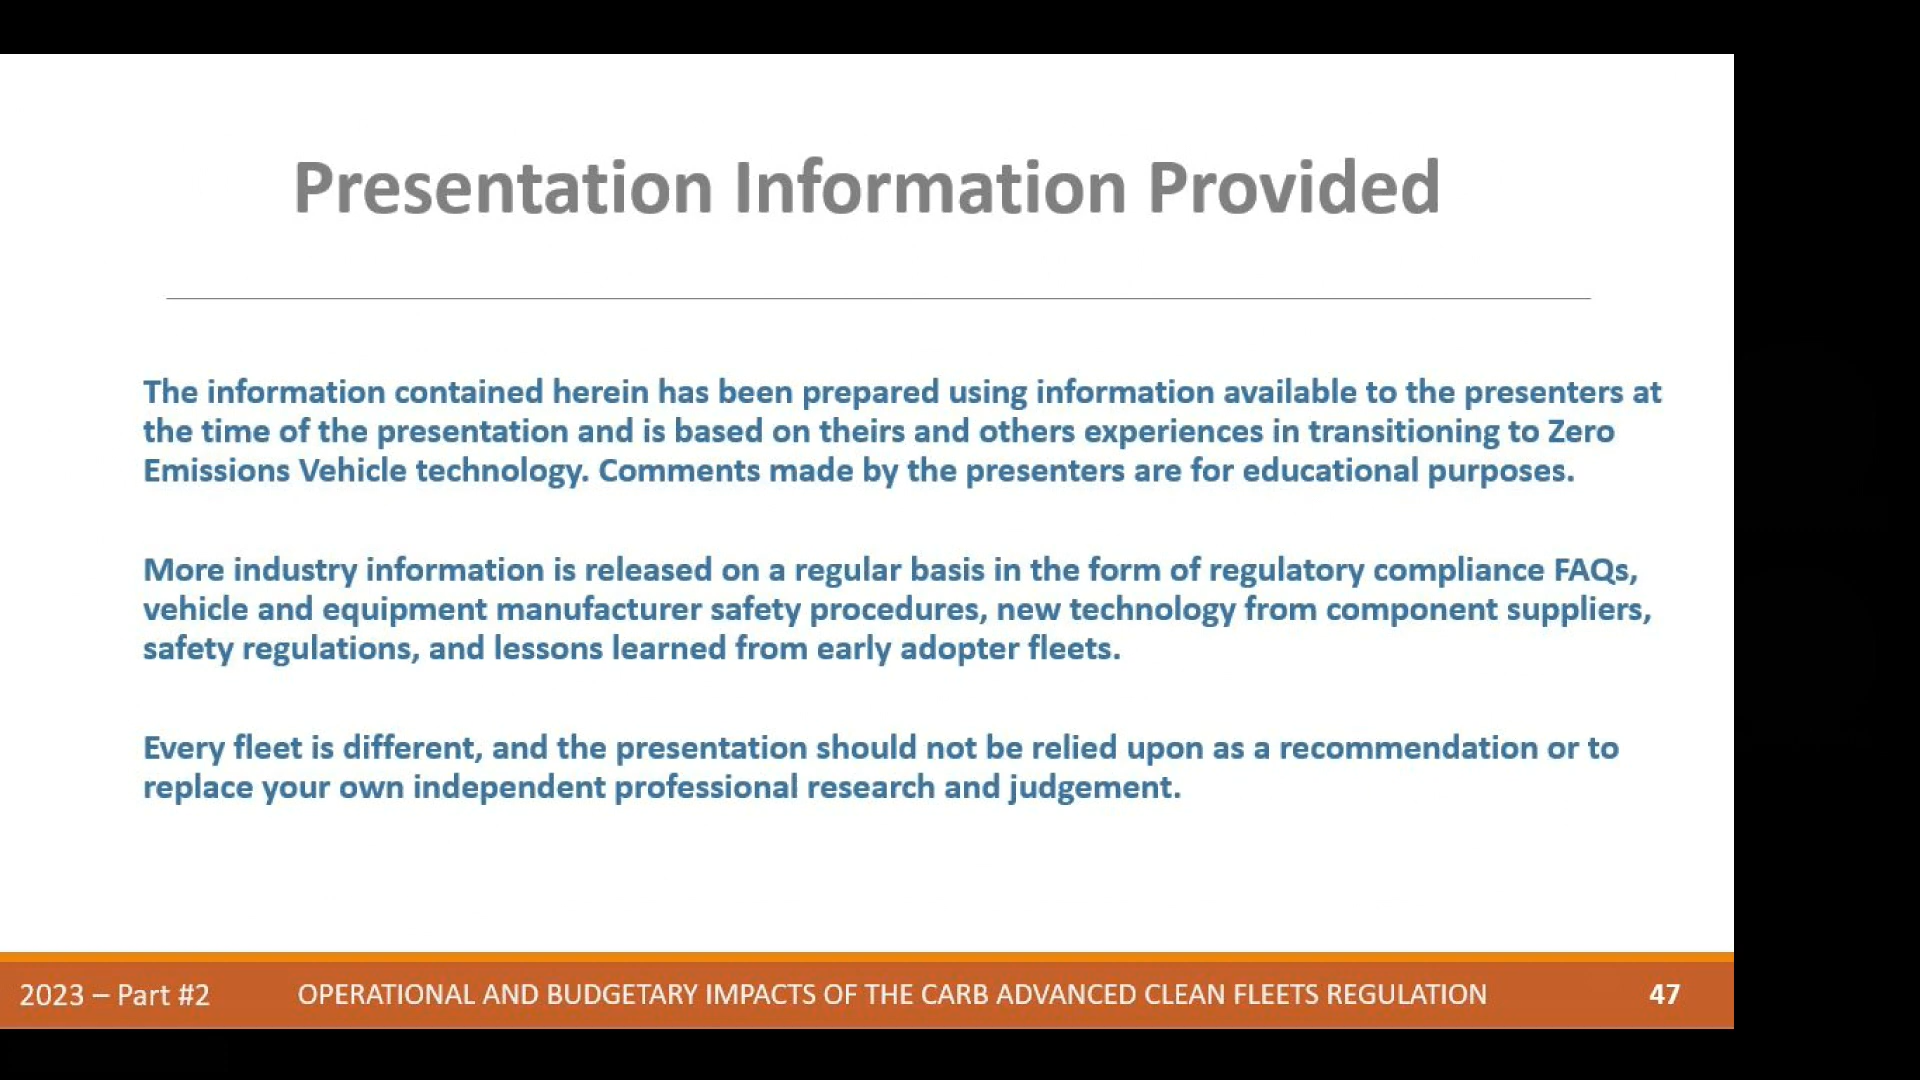 Presentation Information Provided
The information contained herein has been prepared using information available to the presenters at
the time of the presentation and is based on theirs and others experiences in transitioning to Zero
Emissions Vehicle technology. Comments made by the presenters are for educational purposes.
More industry information is released on a regular basis in the form of regulatory compliance FAQs,
vehicle and equipment manufacturer safety procedures, new technology from component suppliers,
safety regulations, and lessons learned from early adopter fleets.
Every fleet is different, and the presentation should not be relied upon as a recommendation or to
replace your own independent professional research and judgement.
2023 – Part #2 OPERATIONAL AND BUDGETARY IMPACTS OF THE CARB ADVANCED CLEAN FLEETS REGULATION 47